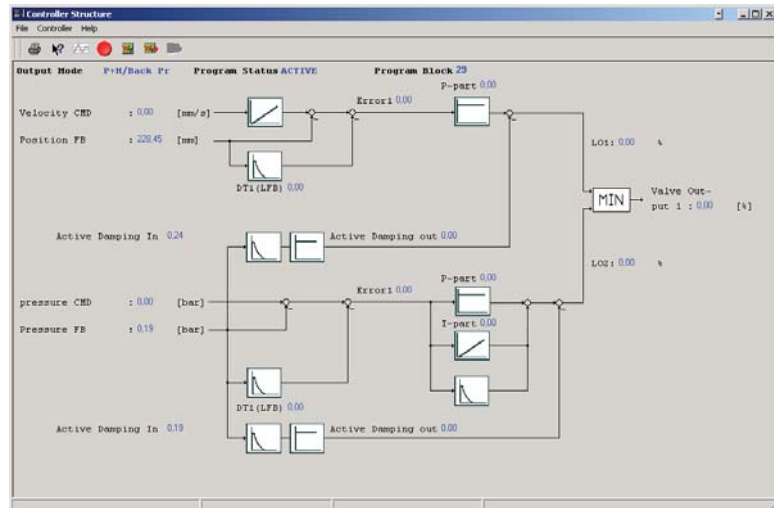 Controller Structure
File Controller Help
Output Mode P+H/Back Pr Program Status ACTIVE Program Block 29
P-part 0,00
Error1 0,00
Velocity CMD : 0,00 [mm/s]
Position FB : 228,45 [mm]
LO1: 0,00 %
DT1(LFB) 0,00
MIN
Valve Out-
put 1 : 0,00 [%]
Active Damping In 0,24
Active Damping out 0,00
LO2: 0,00 %
P-part 0,00
Error1 0,00
pressure CMD : 0,00 [bar]
Pressure FB : 0,19 [bar]
I-part 0,00
DT1(LFB) 0,00
Active Damping In 0,19
Active Damping out 0,00